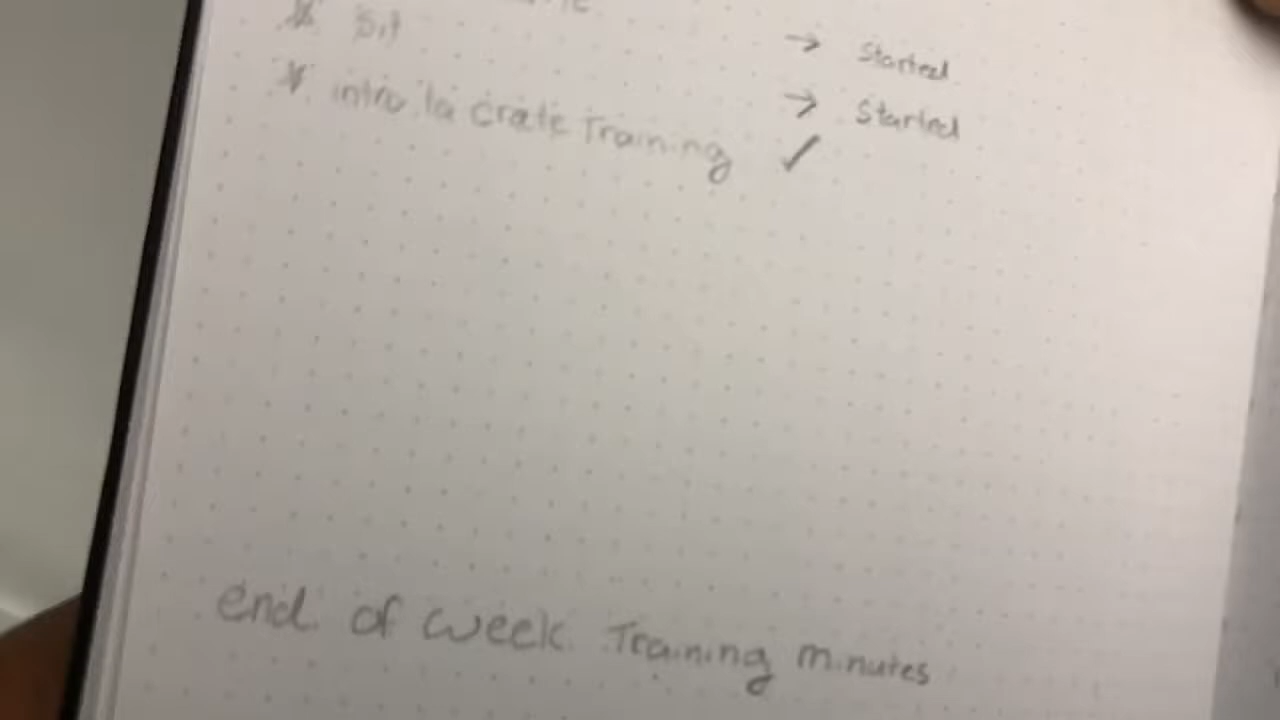 * Sit → Started
→ Started
* intro to crate Training ✓
end of week Training minutes